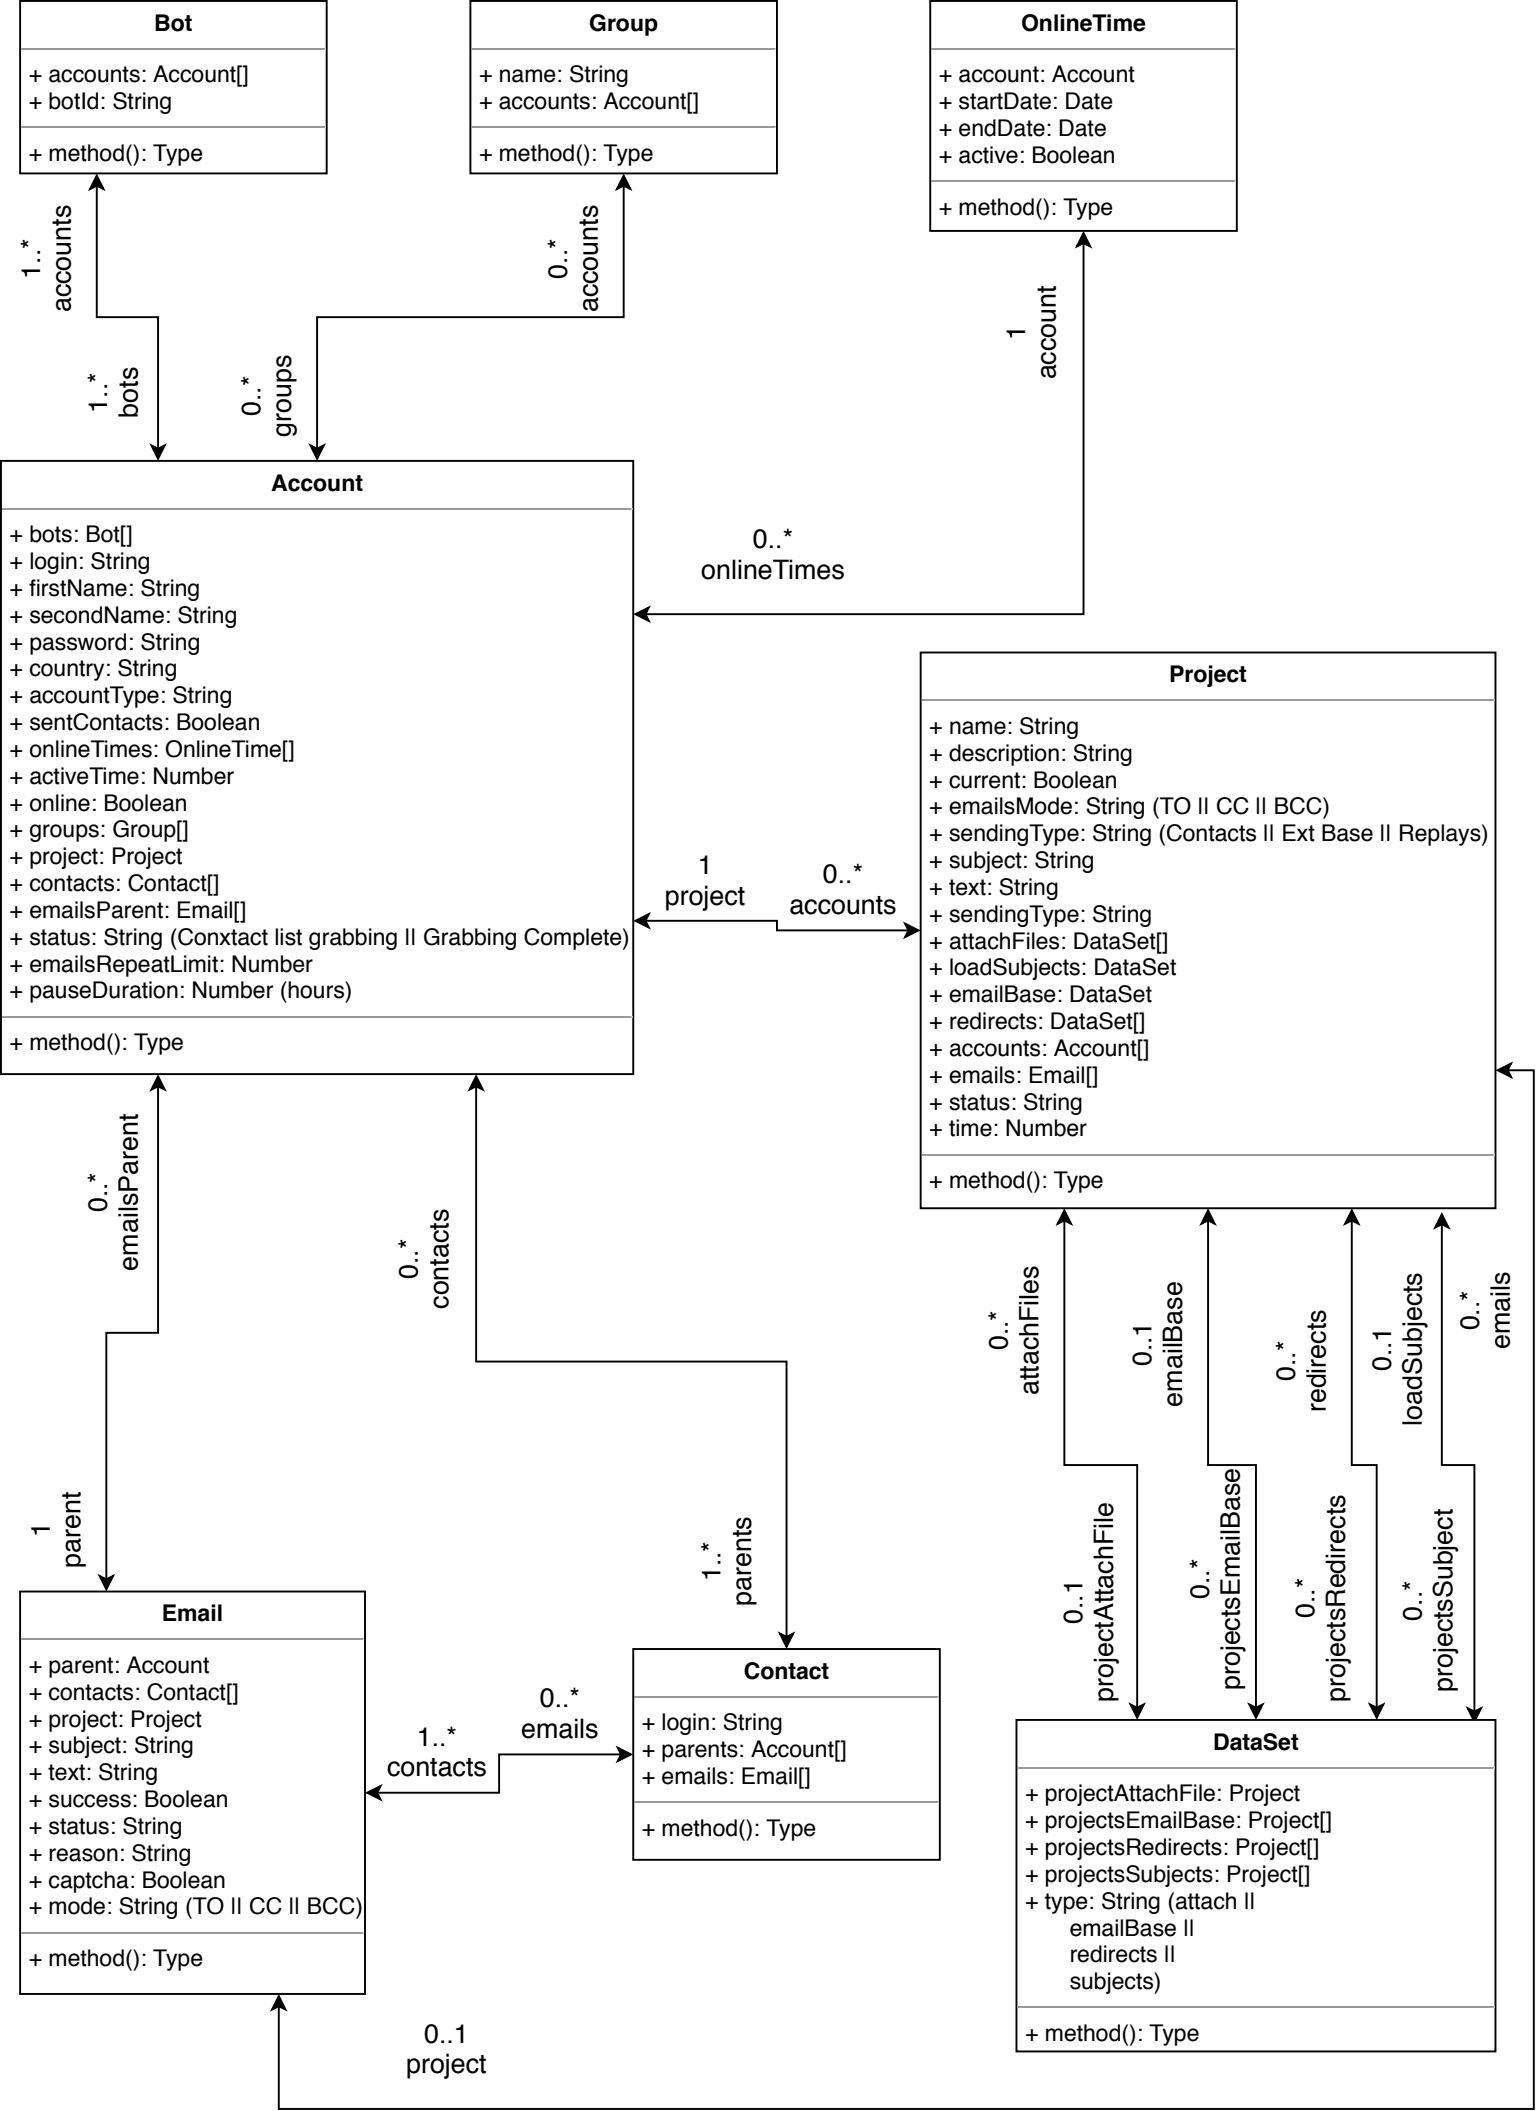 Bot
+ accounts: Account[]
+ botId: String
+ method(): Type
Group
+ name: String
+ accounts: Account[]
+ method(): Type
OnlineTime
+ account: Account
+ startDate: Date
+ endDate: Date
+ active: Boolean
+ method(): Type
1..*
accounts
0..*
accounts
1
account
1..*
bots
0..*
groups
Account
+ bots: Bot[]
+ login: String
+ firstName: String
+ secondName: String
+ password: String
+ country: String
+ accountType: String
+ sentContacts: Boolean
+ onlineTimes: OnlineTime[]
+ activeTime: Number
+ online: Boolean
+ groups: Group[]
+ project: Project
+ contacts: Contact[]
+ emailsParent: Email[]
+ status: String (Conxtact list grabbing || Grabbing Complete)
+ emailsRepeatLimit: Number
+ pauseDuration: Number (hours)
+ method(): Type
0..*
onlineTimes
1
project
0..*
accounts
Project
+ name: String
+ description: String
+ current: Boolean
+ emailsMode: String (TO || CC || BCC)
+ sendingType: String (Contacts || Ext Base || Replays)
+ subject: String
+ text: String
+ sendingType: String
+ attachFiles: DataSet[]
+ loadSubjects: DataSet
+ emailBase: DataSet
+ redirects: DataSet[]
+ accounts: Account[]
+ emails: Email[]
+ status: String
+ time: Number
+ method(): Type
0..*
emailsParent
0..*
contacts
0..*
attachFiles
0..1
emailBase
0..*
redirects
0..1
loadSubjects
0..*
emails
1
parent
1..*
parents
0..1
projectAttachFile
0..*
projectsEmailBase
0..*
projectsRedirects
0..*
projectsSubject
Email
+ parent: Account
+ contacts: Contact[]
+ project: Project
+ subject: String
+ text: String
+ success: Boolean
+ status: String
+ reason: String
+ captcha: Boolean
+ mode: String (TO || CC || BCC)
+ method(): Type
1..*
contacts
0..*
emails
Contact
+ login: String
+ parents: Account[]
+ emails: Email[]
+ method(): Type
DataSet
+ projectAttachFile: Project
+ projectsEmailBase: Project[]
+ projectsRedirects: Project[]
+ projectsSubjects: Project[]
+ type: String (attach ||
emailBase ||
redirects ||
subjects)
+ method(): Type
0..1
project